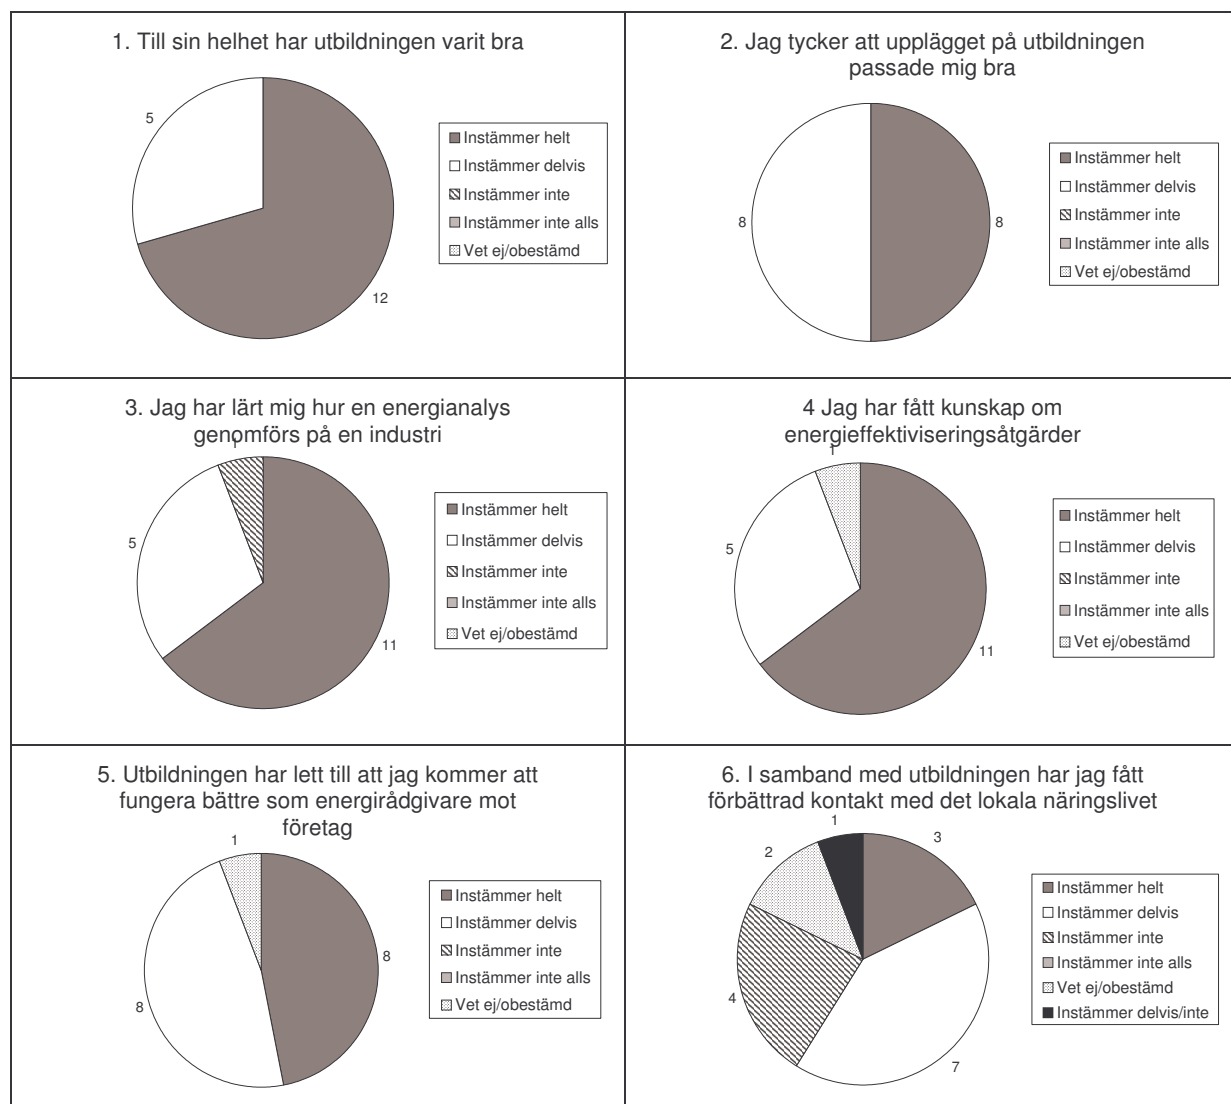 1. Till sin helhet har utbildningen varit bra
5
12
Instämmer helt
Instämmer delvis
Instämmer inte
Instämmer inte alls
Vet ej/obestämd
2. Jag tycker att upplägget på utbildningen
passade mig bra
8
8
Instämmer helt
Instämmer delvis
Instämmer inte
Instämmer inte alls
Vet ej/obestämd
3. Jag har lärt mig hur en energianalys
genomförs på en industri
1
5
11
Instämmer helt
Instämmer delvis
Instämmer inte
Instämmer inte alls
Vet ej/obestämd
4 Jag har fått kunskap om
energieffektiviseringsåtgärder
1
5
11
Instämmer helt
Instämmer delvis
Instämmer inte
Instämmer inte alls
Vet ej/obestämd
5. Utbildningen har lett till att jag kommer att
fungera bättre som energirådgivare mot
företag
1
8
8
Instämmer helt
Instämmer delvis
Instämmer inte
Instämmer inte alls
Vet ej/obestämd
6. I samband med utbildningen har jag fått
förbättrad kontakt med det lokala näringslivet
1
2
3
4
7
Instämmer helt
Instämmer delvis
Instämmer inte
Instämmer inte alls
Vet ej/obestämd
Instämmer delvis/inte